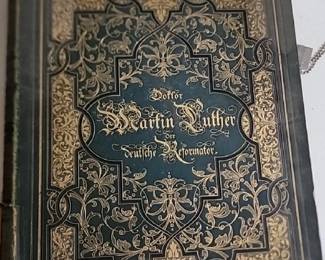 Doktor
Martin Luther
der
deutsche Reformator.